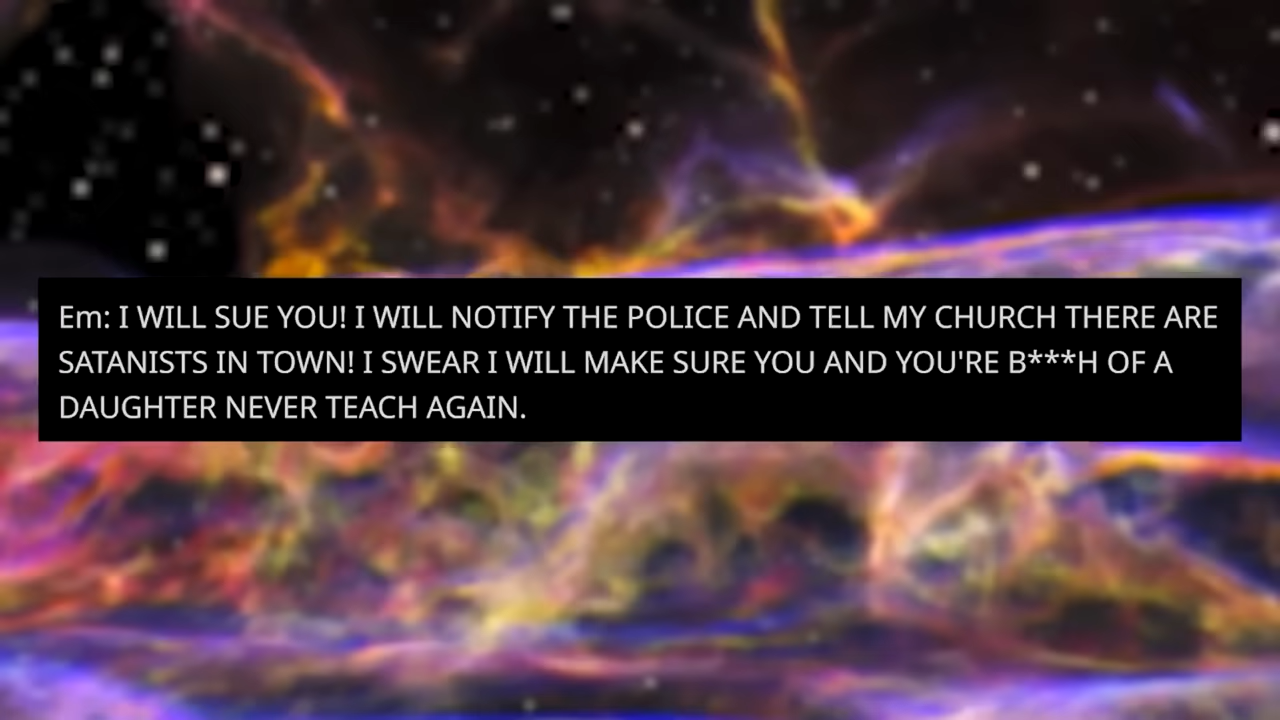 Em: I WILL SUE YOU! I WILL NOTIFY THE POLICE AND TELL MY CHURCH THERE ARE
SATANISTS IN TOWN! I SWEAR I WILL MAKE SURE YOU AND YOU'RE B***H OF A
DAUGHTER NEVER TEACH AGAIN.